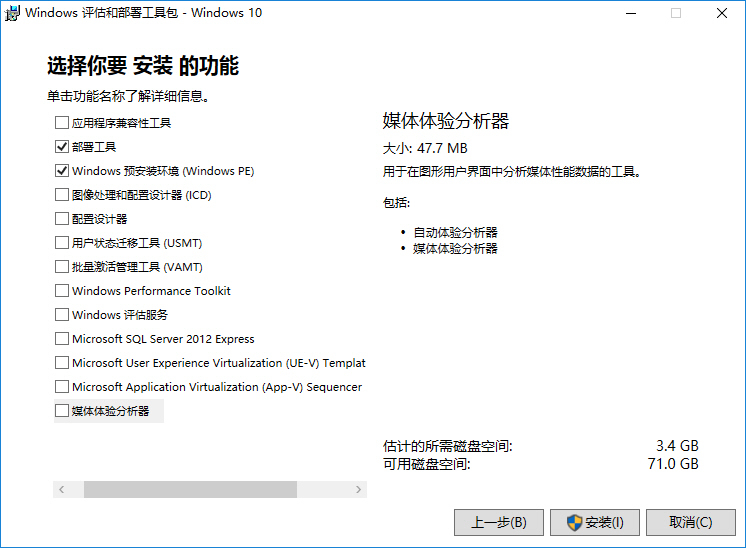 Windows 评估和部署工具包 - Windows 10
选择你要 安装 的功能
单击功能名称了解详细信息。
应用程序兼容性工具
部署工具
Windows 预安装环境 (Windows PE)
图像处理和配置设计器 (ICD)
配置设计器
用户状态迁移工具 (USMT)
批量激活管理工具 (VAMT)
Windows Performance Toolkit
Windows 评估服务
Microsoft SQL Server 2012 Express
Microsoft User Experience Virtualization (UE-V) Templat
Microsoft Application Virtualization (App-V) Sequencer
媒体体验分析器
媒体体验分析器
大小: 47.7 MB
用于在图形用户界面中分析媒体性能数据的工具。
包括:
• 自动体验分析器
• 媒体体验分析器
估计的所需磁盘空间: 3.4 GB
可用磁盘空间: 71.0 GB
上一步(B) 安装(I) 取消(C)